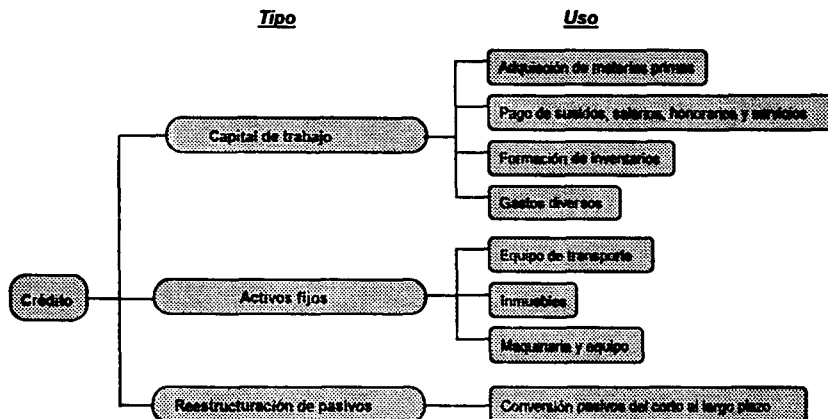 Tipo Uso
Adquisición de materias primas
Pago de sueldos, salarios, honorarios y servicios
Capital de trabajo
Formación de inventarios
Gastos diversos
Equipo de transporte
Crédito
Activos fijos
Inmuebles
Maquinaria y equipo
Reestructuración de pasivos
Conversión pasivos del corto al largo plazo